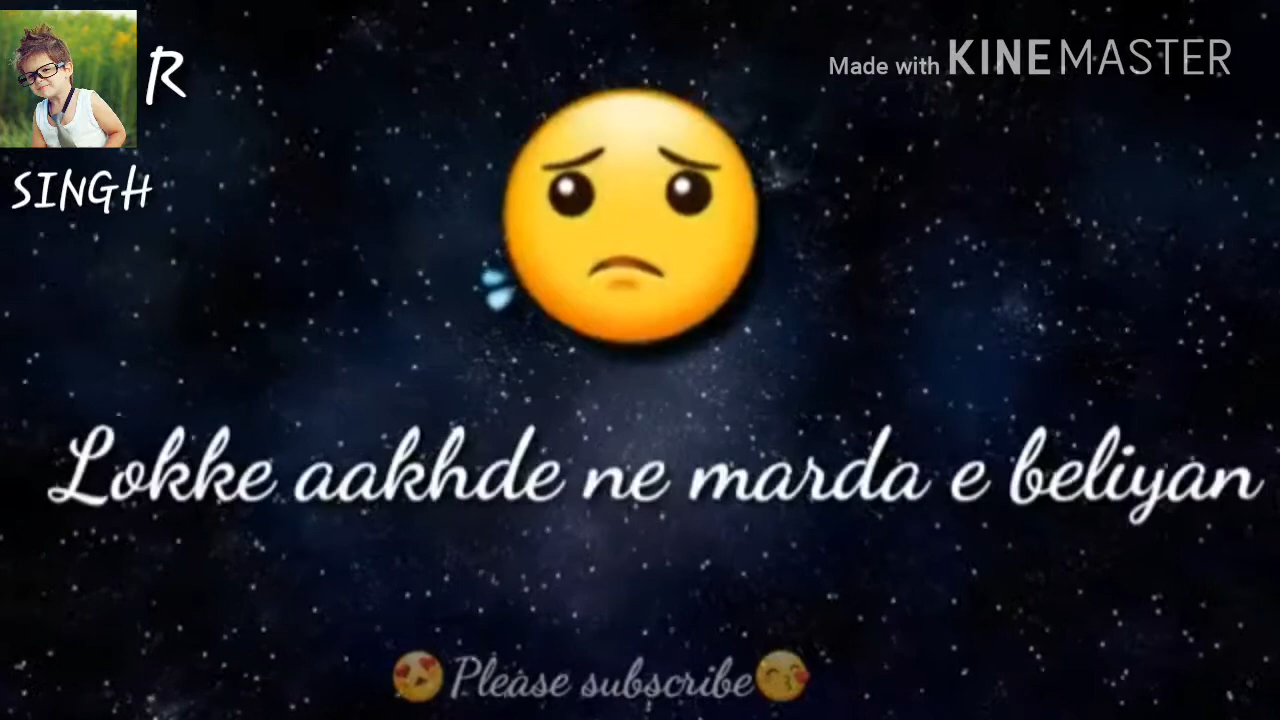 R
Made with KINEMASTER
SINGH
Lokke aakhde ne marda e beliyan
Please subscribe